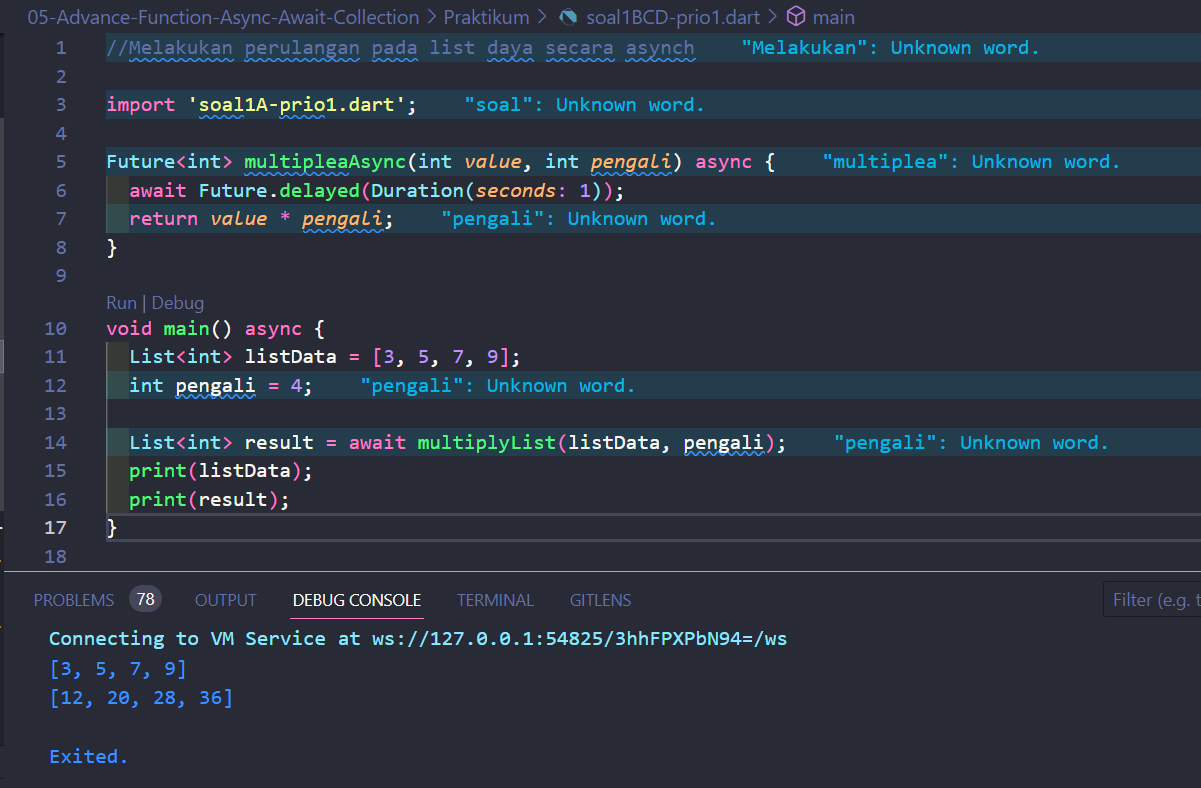 05-Advance-Function-Async-Await-Collection > Praktikum > soal1BCD-prio1.dart > main
1 //Melakukan perulangan pada list daya secara asynch "Melakukan": Unknown word.
2
3 import 'soal1A-prio1.dart'; "soal": Unknown word.
4
5 Future<int> multipleaAsync(int value, int pengali) async { "multiplea": Unknown word.
6 await Future.delayed(Duration(seconds: 1));
7 return value * pengali; "pengali": Unknown word.
8 }
9
Run | Debug
10 void main() async {
11 List<int> listData = [3, 5, 7, 9];
12 int pengali = 4; "pengali": Unknown word.
13
14 List<int> result = await multiplyList(listData, pengali); "pengali": Unknown word.
15 print(listData);
16 print(result);
17 }
18
PROBLEMS 78 OUTPUT DEBUG CONSOLE TERMINAL GITLENS Filter (e.g. t
Connecting to VM Service at ws://127.0.0.1:54825/3hhFPXPbN94=/ws
[3, 5, 7, 9]
[12, 20, 28, 36]
Exited.